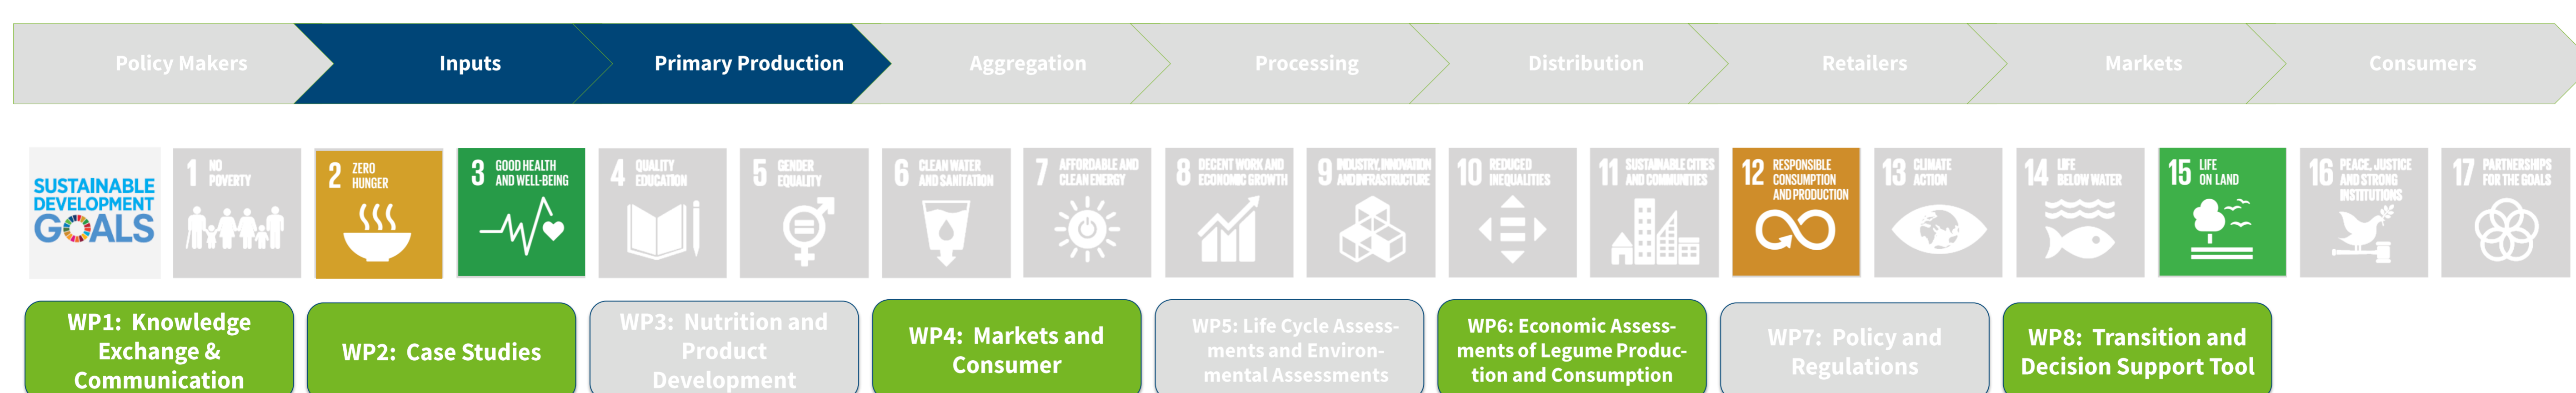 Policy Makers
Inputs
Primary Production
Aggregation
Processing
Distribution
Retailers
Markets
Consumers
SUSTAINABLE
DEVELOPMENT
GOALS
1 NO
POVERTY
2 ZERO
HUNGER
3 GOOD HEALTH
AND WELL-BEING
4 QUALITY
EDUCATION
5 GENDER
EQUALITY
6 CLEAN WATER
AND SANITATION
7 AFFORDABLE AND
CLEAN ENERGY
8 DECENT WORK AND
ECONOMIC GROWTH
9 INDUSTRY, INNOVATION
AND INFRASTRUCTURE
10 REDUCED
INEQUALITIES
11 SUSTAINABLE CITIES
AND COMMUNITIES
12 RESPONSIBLE
CONSUMPTION
AND PRODUCTION
13 CLIMATE
ACTION
14 LIFE
BELOW WATER
15 LIFE
ON LAND
16 PEACE, JUSTICE
AND STRONG
INSTITUTIONS
17 PARTNERSHIPS
FOR THE GOALS
WP1: Knowledge
Exchange &
Communication
WP2: Case Studies
WP3: Nutrition and
Product
Development
WP4: Markets and
Consumer
WP5: Life Cycle Assess-
ments and Environ-
mental Assessments
WP6: Economic Assess-
ments of Legume Produc-
tion and Consumption
WP7: Policy and
Regulations
WP8: Transition and
Decision Support Tool